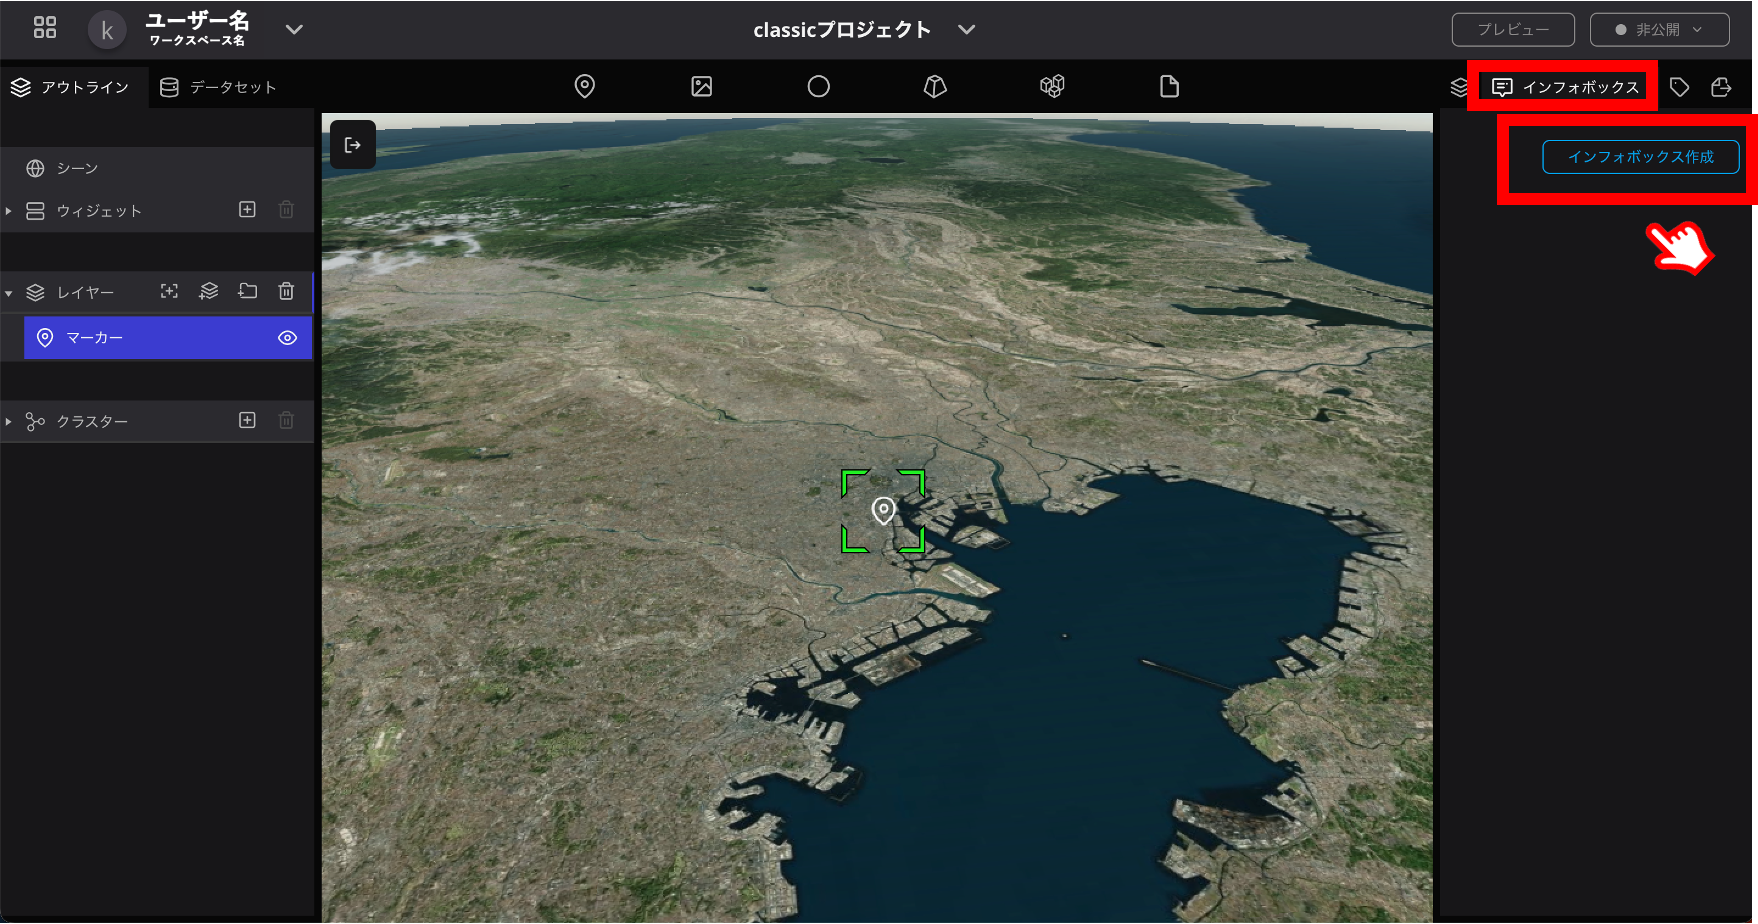 k
ユーザー名
ワークスペース名
classicプロジェクト
プレビュー
非公開
アウトライン
データセット
インフォボックス
インフォボックス作成
シーン
ウィジェット
レイヤー
マーカー
クラスター